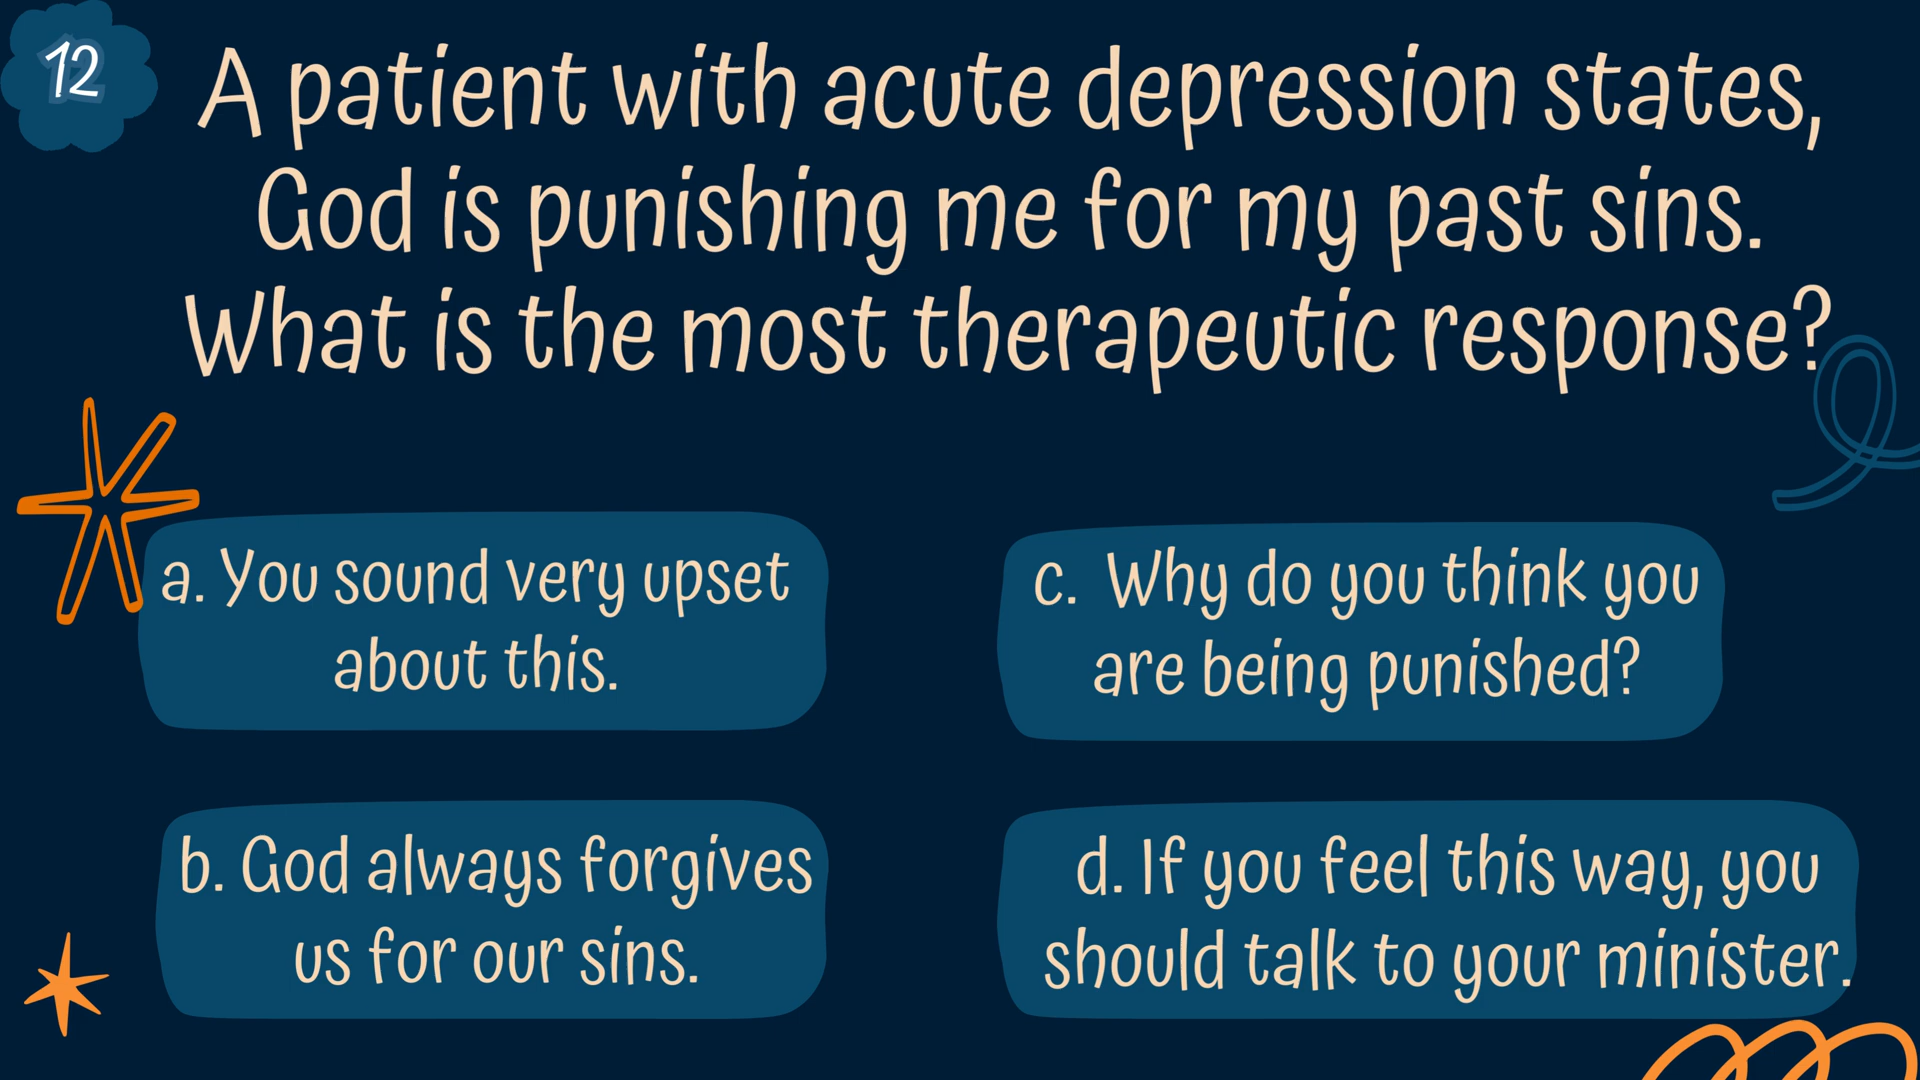 12
A patient with acute depression states,
God is punishing me for my past sins.
What is the most therapeutic response?
a. You sound very upset
about this.
b. God always forgives
us for our sins.
c. Why do you think you
are being punished?
d. If you feel this way, you
should talk to your minister.